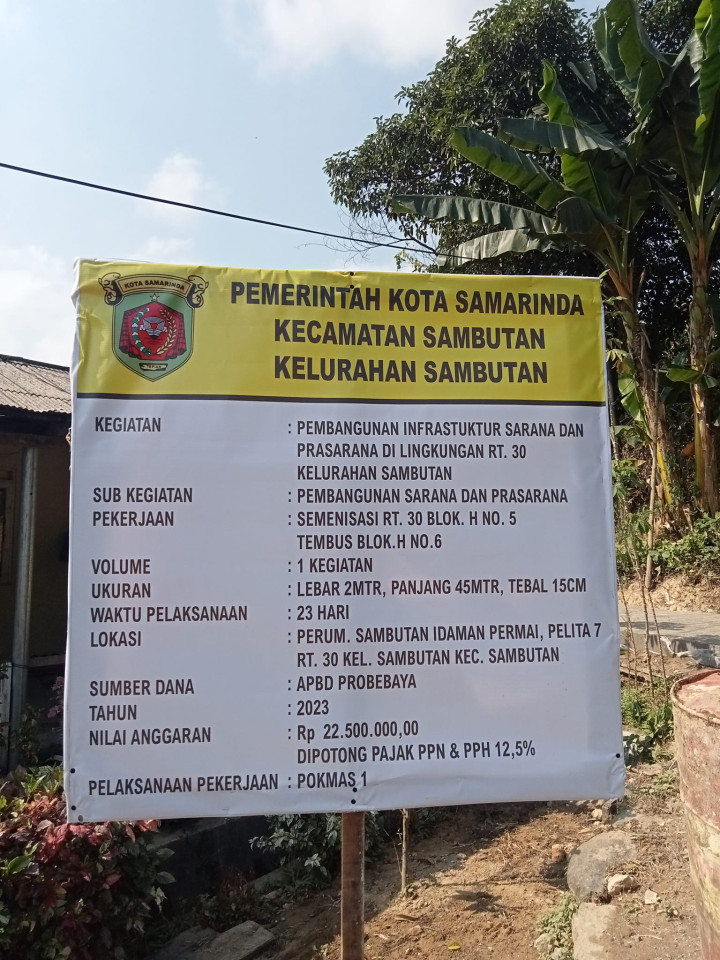 KOTA SAMARINDA
TEPIAN
PEMERINTAH KOTA SAMARINDA
KECAMATAN SAMBUTAN
KELURAHAN SAMBUTAN
KEGIATAN : PEMBANGUNAN INFRASTUKTUR SARANA DAN
PRASARANA DI LINGKUNGAN RT. 30
KELURAHAN SAMBUTAN
SUB KEGIATAN : PEMBANGUNAN SARANA DAN PRASARANA
PEKERJAAN : SEMENISASI RT. 30 BLOK. H NO. 5
TEMBUS BLOK.H NO.6
VOLUME : 1 KEGIATAN
UKURAN : LEBAR 2MTR, PANJANG 45MTR, TEBAL 15CM
WAKTU PELAKSANAAN : 23 HARI
LOKASI : PERUM. SAMBUTAN IDAMAN PERMAI, PELITA 7
RT. 30 KEL. SAMBUTAN KEC. SAMBUTAN
SUMBER DANA : APBD PROBEBAYA
TAHUN : 2023
NILAI ANGGARAN : Rp 22.500.000,00
DIPOTONG PAJAK PPN & PPH 12,5%
PELAKSANAAN PEKERJAAN : POKMAS 1